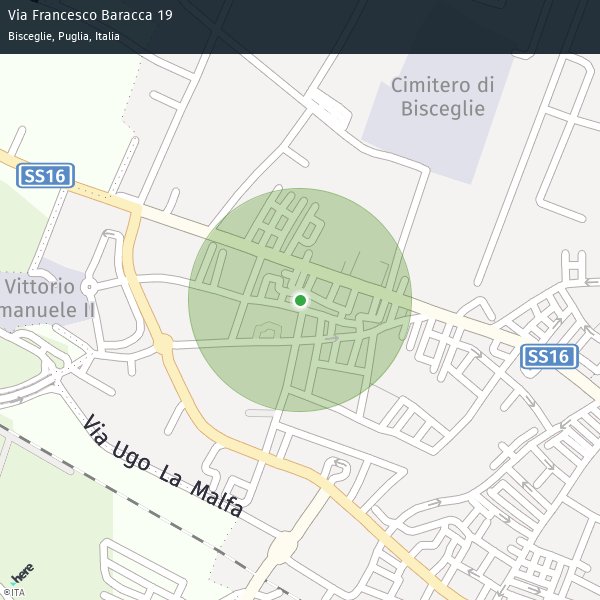 Via Francesco Baracca 19
Bisceglie, Puglia, Italia
Cimitero di
Bisceglie
SS16
Vittorio
manuele II
SS16
Via Ugo La Malfa
here
©ITA